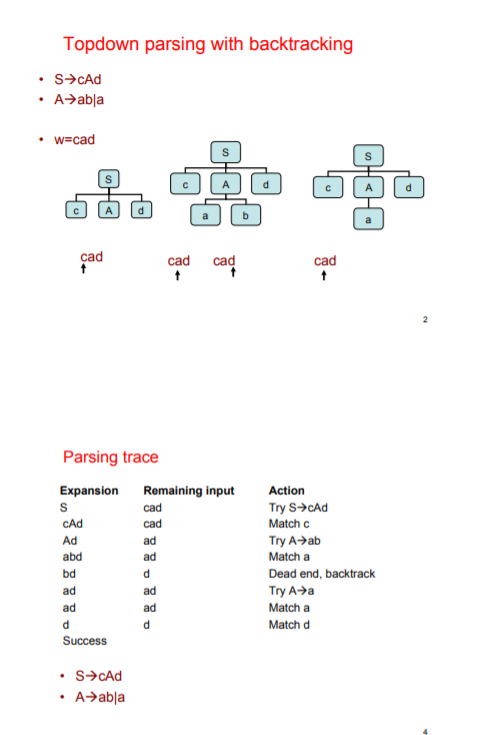 Topdown parsing with backtracking
• S→cAd
• A→ab|a
• w=cad
S
c A d
S
c A d
a b
S
c A d
a
cad
cad cad
cad
2
Parsing trace
Expansion Remaining input Action
S cad Try S→cAd
cAd cad Match c
Ad ad Try A→ab
abd ad Match a
bd d Dead end, backtrack
ad ad Try A→a
ad ad Match a
d d Match d
Success
• S→cAd
• A→ab|a
4